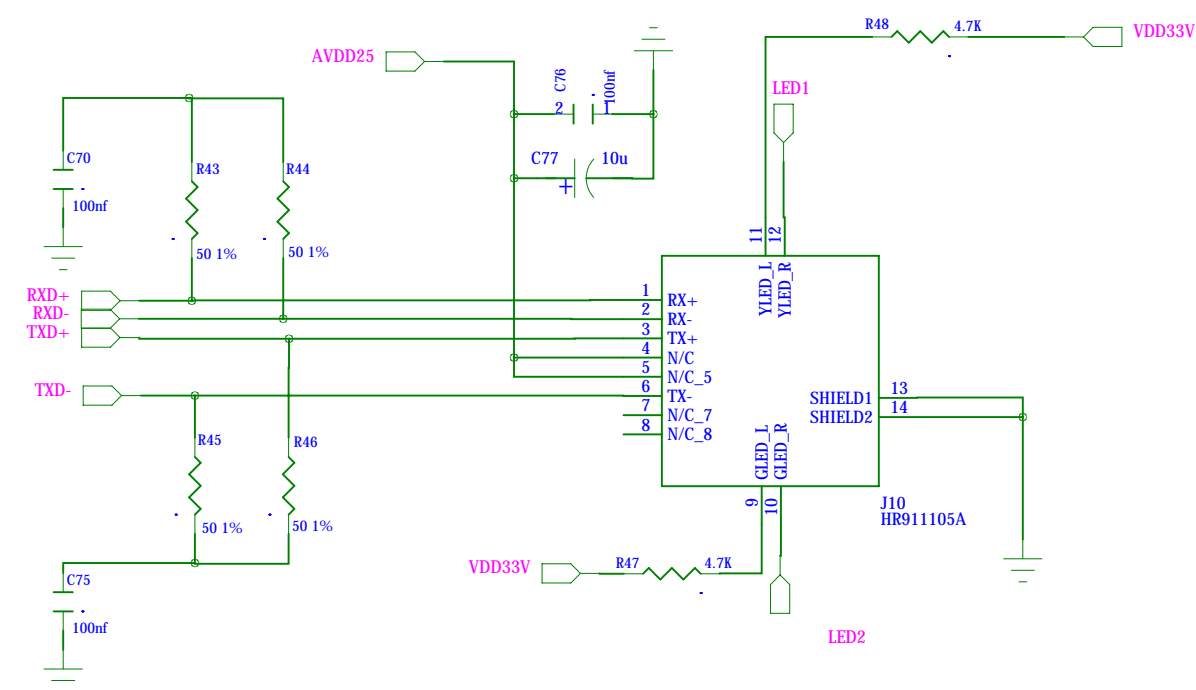 R48
4.7K
VDD33V
AVDD25
C76
100nf
2
1
LED1
C77
10u
+
C70
100nf
R43
50 1%
R44
50 1%
11
12
YLED_L
YLED_R
RXD+
RXD-
TXD+
TXD-
1
RX+
2
RX-
3
TX+
4
N/C
5
N/C_5
6
TX-
7
N/C_7
8
N/C_8
SHIELD1
13
SHIELD2
14
GLED_L
GLED_R
9
10
J10
HR911105A
R45
50 1%
R46
50 1%
C75
100nf
VDD33V
R47
4.7K
LED2